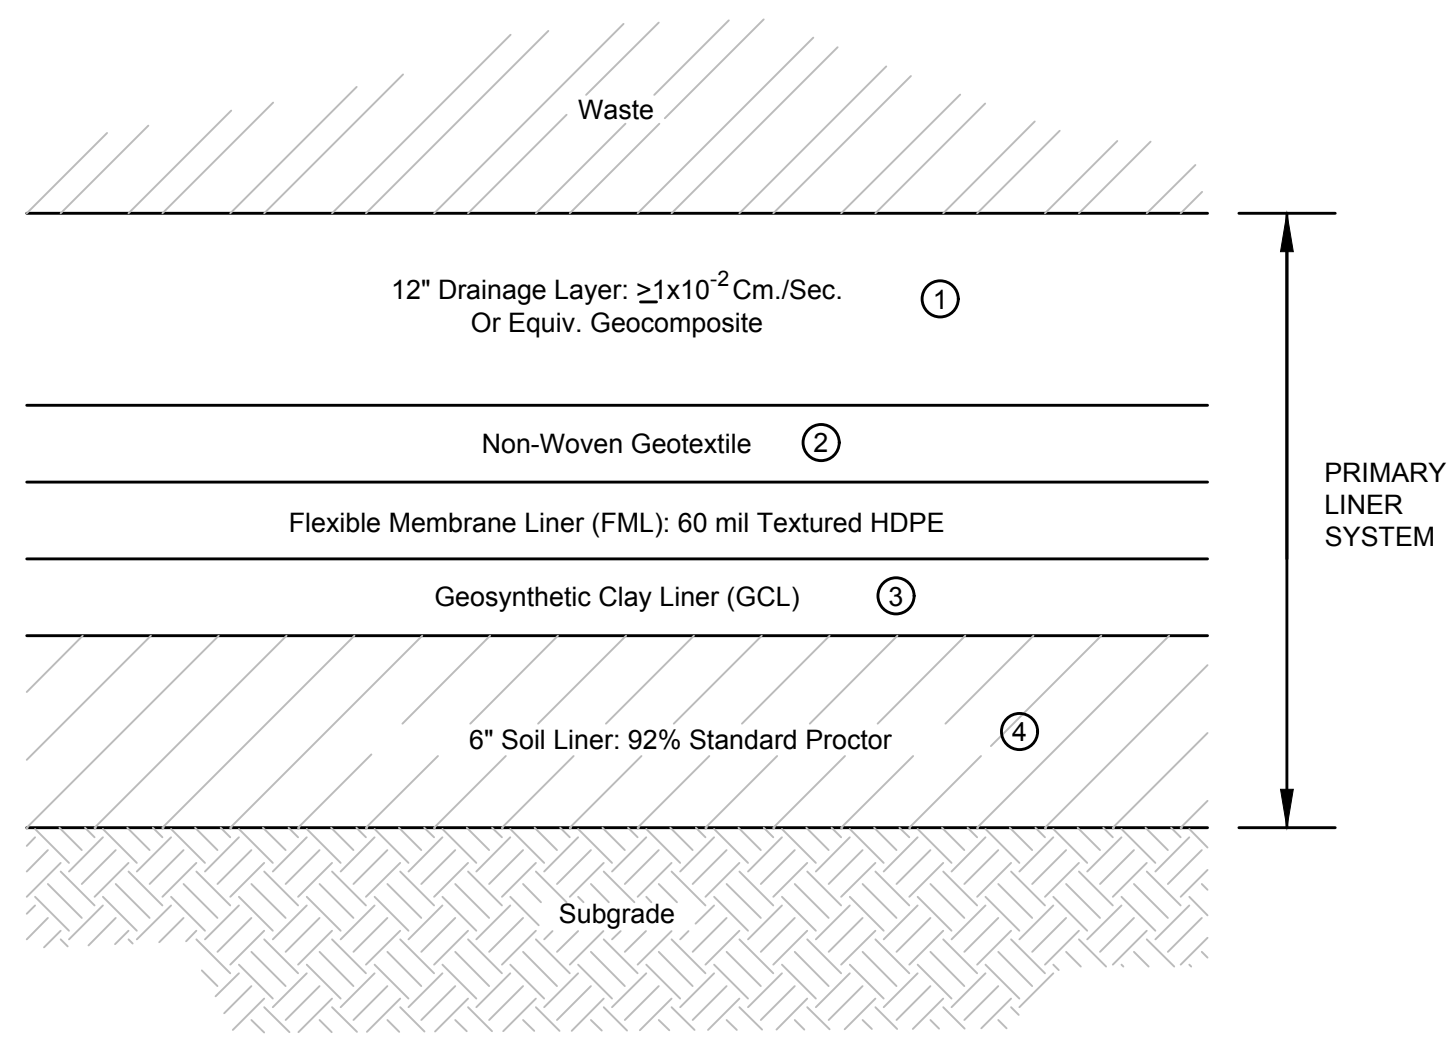 Waste
12" Drainage Layer: ≥1x10⁻² Cm./Sec. 1
Or Equiv. Geocomposite
Non-Woven Geotextile 2
Flexible Membrane Liner (FML): 60 mil Textured HDPE
Geosynthetic Clay Liner (GCL) 3
6" Soil Liner: 92% Standard Proctor 4
Subgrade
PRIMARY
LINER
SYSTEM